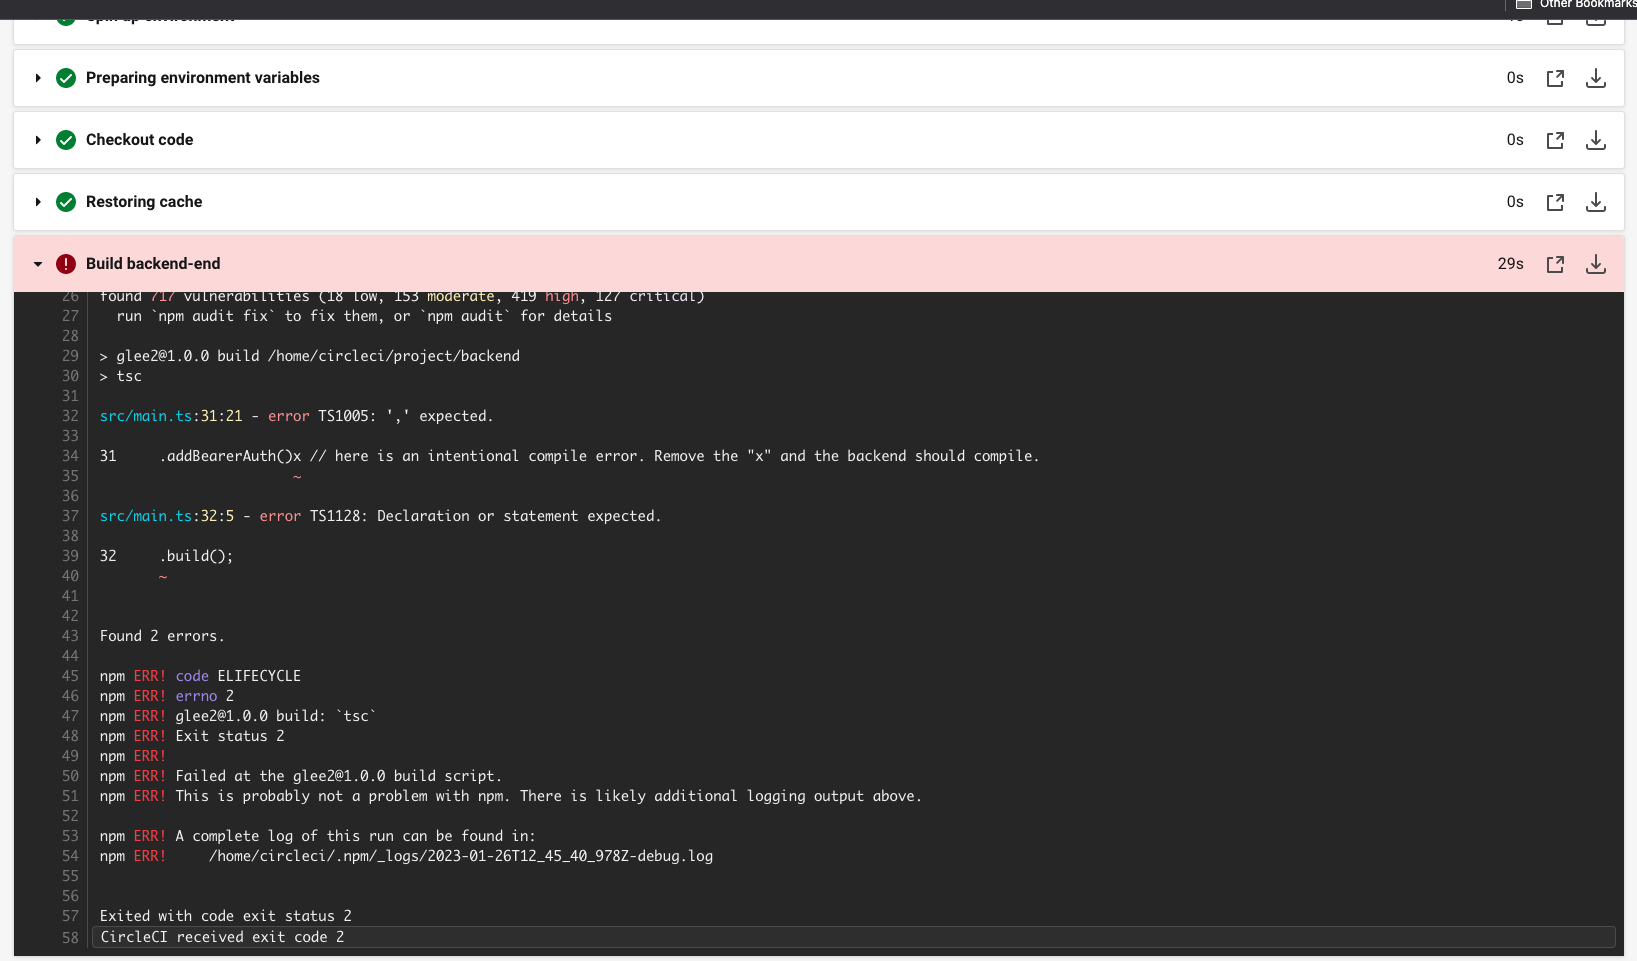 Other Bookmarks
Spin up environment
Preparing environment variables 0s
Checkout code 0s
Restoring cache 0s
Build backend-end 29s
26 found 717 vulnerabilities (18 low, 153 moderate, 419 high, 127 critical)
27 run `npm audit fix` to fix them, or `npm audit` for details
28
29 > glee2@1.0.0 build /home/circleci/project/backend
30 > tsc
31
32 src/main.ts:31:21 - error TS1005: ',' expected.
33
34 31 .addBearerAuth()x // here is an intentional compile error. Remove the "x" and the backend should compile.
35 ~
36
37 src/main.ts:32:5 - error TS1128: Declaration or statement expected.
38
39 32 .build();
40 ~
41
42
43 Found 2 errors.
44
45 npm ERR! code ELIFECYCLE
46 npm ERR! errno 2
47 npm ERR! glee2@1.0.0 build: `tsc`
48 npm ERR! Exit status 2
49 npm ERR!
50 npm ERR! Failed at the glee2@1.0.0 build script.
51 npm ERR! This is probably not a problem with npm. There is likely additional logging output above.
52
53 npm ERR! A complete log of this run can be found in:
54 npm ERR! /home/circleci/.npm/_logs/2023-01-26T12_45_40_978Z-debug.log
55
56
57 Exited with code exit status 2
58 CircleCI received exit code 2